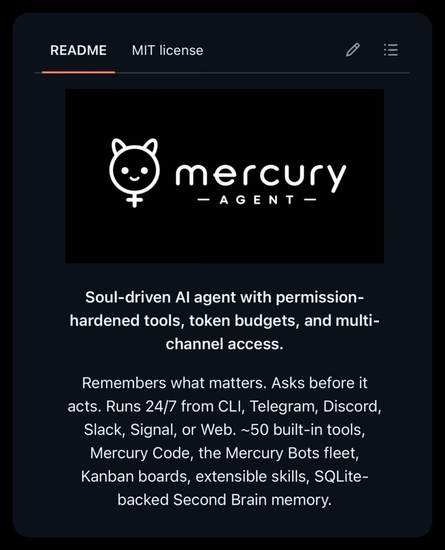 README MIT license
mercury
— AGENT —
Soul-driven AI agent with permission-
hardened tools, token budgets, and multi-
channel access.
Remembers what matters. Asks before it
acts. Runs 24/7 from CLI, Telegram, Discord,
Slack, Signal, or Web. ~50 built-in tools,
Mercury Code, the Mercury Bots fleet,
Kanban boards, extensible skills, SQLite-
backed Second Brain memory.